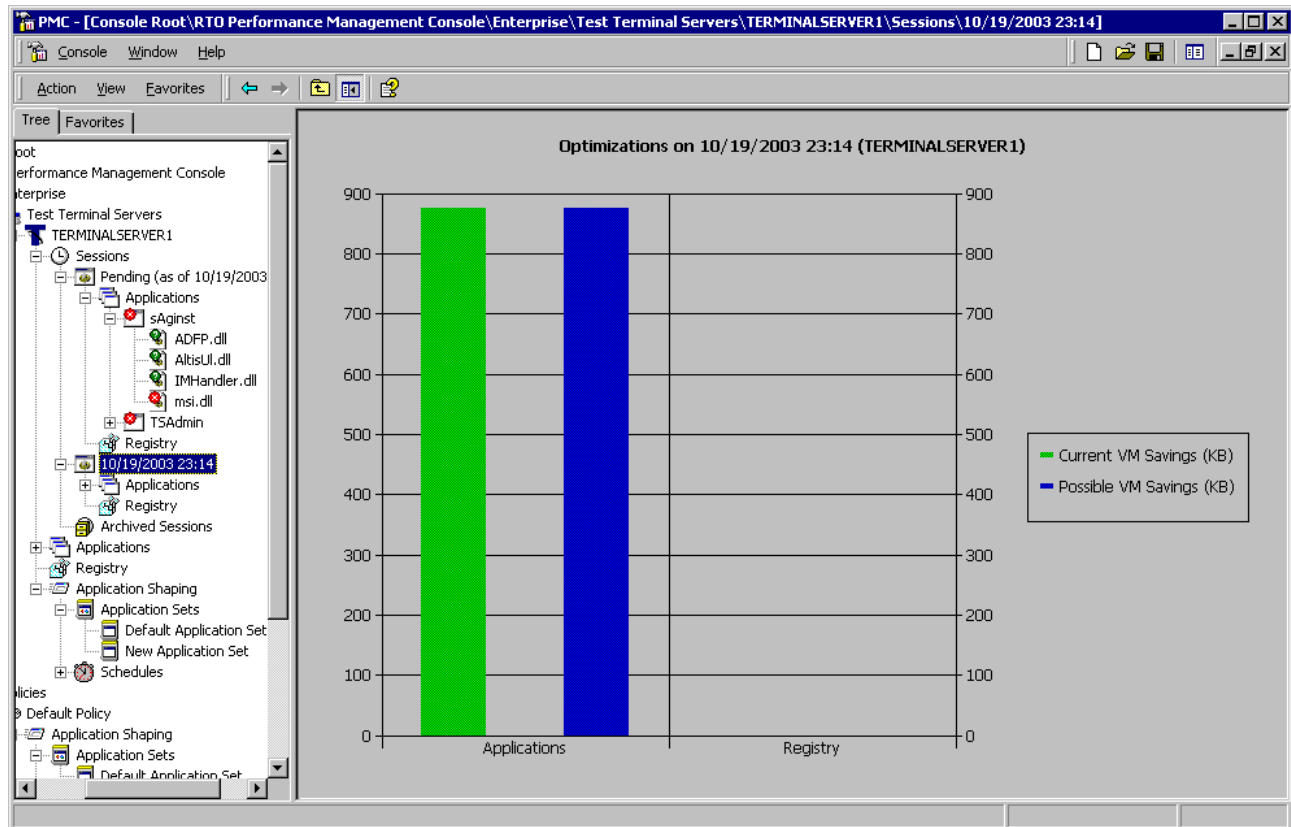 PMC - [Console Root\RTO Performance Management Console\Enterprise\Test Terminal Servers\TERMINALSERVER1\Sessions\10/19/2003 23:14]
Console Window Help
Action View Favorites
Tree Favorites
oot
erformance Management Console
nterprise
Test Terminal Servers
TERMINALSERVER1
Sessions
Pending (as of 10/19/2003
Applications
sAginst
ADFP.dll
AltisUI.dll
IMHandler.dll
msi.dll
TSAdmin
Registry
10/19/2003 23:14
Applications
Registry
Archived Sessions
Applications
Registry
Application Shaping
Application Sets
Default Application Set
New Application Set
Schedules
licies
Default Policy
Application Shaping
Application Sets
Default Application Set
Optimizations on 10/19/2003 23:14 (TERMINALSERVER1)
900 900
800 800
700 700
600 600
500 500
400 400
300 300
200 200
100 100
0 0
Applications Registry
Current VM Savings (KB)
Possible VM Savings (KB)